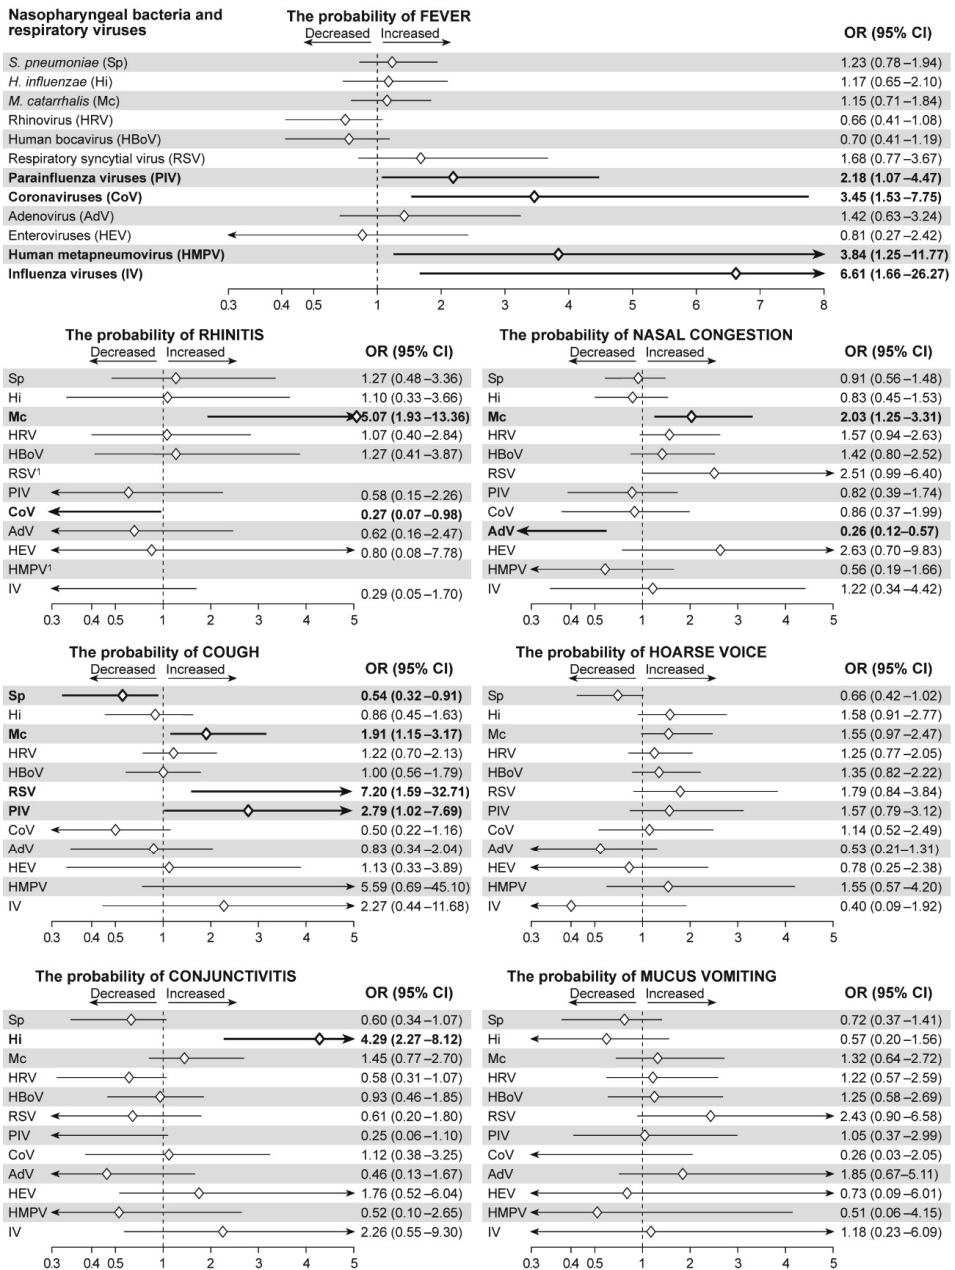 Nasopharyngeal bacteria and
respiratory viruses
The probability of FEVER
Decreased Increased
OR (95% CI)
S. pneumoniae (Sp) 1.23 (0.78 –1.94)
H. influenzae (Hi) 1.17 (0.65 –2.10)
M. catarrhalis (Mc) 1.15 (0.71 –1.84)
Rhinovirus (HRV) 0.66 (0.41 –1.08)
Human bocavirus (HBoV) 0.70 (0.41 –1.19)
Respiratory syncytial virus (RSV) 1.68 (0.77 –3.67)
Parainfluenza viruses (PIV) 2.18 (1.07 –4.47)
Coronaviruses (CoV) 3.45 (1.53 –7.75)
Adenovirus (AdV) 1.42 (0.63 –3.24)
Enteroviruses (HEV) 0.81 (0.27 –2.42)
Human metapneumovirus (HMPV) 3.84 (1.25 –11.77)
Influenza viruses (IV) 6.61 (1.66 –26.27)
0.3 0.4 0.5 1 2 3 4 5 6 7 8
The probability of RHINITIS
Decreased Increased
OR (95% CI)
Sp 1.27 (0.48 –3.36)
Hi 1.10 (0.33 –3.66)
Mc 5.07 (1.93 –13.36)
HRV 1.07 (0.40 –2.84)
HBoV 1.27 (0.41 –3.87)
RSV¹
PIV 0.58 (0.15 –2.26)
CoV 0.27 (0.07 –0.98)
AdV 0.62 (0.16 –2.47)
HEV 0.80 (0.08 –7.78)
HMPV¹
IV 0.29 (0.05 –1.70)
0.3 0.4 0.5 1 2 3 4 5
The probability of NASAL CONGESTION
Decreased Increased
OR (95% CI)
Sp 0.91 (0.56 –1.48)
Hi 0.83 (0.45 –1.53)
Mc 2.03 (1.25 –3.31)
HRV 1.57 (0.94 –2.63)
HBoV 1.42 (0.80 –2.52)
RSV 2.51 (0.99 –6.40)
PIV 0.82 (0.39 –1.74)
CoV 0.86 (0.37 –1.99)
AdV 0.26 (0.12–0.57)
HEV 2.63 (0.70 –9.83)
HMPV 0.56 (0.19 –1.66)
IV 1.22 (0.34 –4.42)
0.3 0.4 0.5 1 2 3 4 5
The probability of COUGH
Decreased Increased
OR (95% CI)
Sp 0.54 (0.32 –0.91)
Hi 0.86 (0.45 –1.63)
Mc 1.91 (1.15 –3.17)
HRV 1.22 (0.70 –2.13)
HBoV 1.00 (0.56 –1.79)
RSV 7.20 (1.59 –32.71)
PIV 2.79 (1.02 –7.69)
CoV 0.50 (0.22 –1.16)
AdV 0.83 (0.34 –2.04)
HEV 1.13 (0.33 –3.89)
HMPV 5.59 (0.69 –45.10)
IV 2.27 (0.44 –11.68)
0.3 0.4 0.5 1 2 3 4 5
The probability of HOARSE VOICE
Decreased Increased
OR (95% CI)
Sp 0.66 (0.42 –1.02)
Hi 1.58 (0.91 –2.77)
Mc 1.55 (0.97 –2.47)
HRV 1.25 (0.77 –2.05)
HBoV 1.35 (0.82 –2.22)
RSV 1.79 (0.84 –3.84)
PIV 1.57 (0.79 –3.12)
CoV 1.14 (0.52 –2.49)
AdV 0.53 (0.21–1.31)
HEV 0.78 (0.25 –2.38)
HMPV 1.55 (0.57 –4.20)
IV 0.40 (0.09 –1.92)
0.3 0.4 0.5 1 2 3 4 5
The probability of CONJUNCTIVITIS
Decreased Increased
OR (95% CI)
Sp 0.60 (0.34 –1.07)
Hi 4.29 (2.27 –8.12)
Mc 1.45 (0.77 –2.70)
HRV 0.58 (0.31 –1.07)
HBoV 0.93 (0.46 –1.85)
RSV 0.61 (0.20 –1.80)
PIV 0.25 (0.06 –1.10)
CoV 1.12 (0.38 –3.25)
AdV 0.46 (0.13 –1.67)
HEV 1.76 (0.52 –6.04)
HMPV 0.52 (0.10 –2.65)
IV 2.26 (0.55 –9.30)
0.3 0.4 0.5 1 2 3 4 5
The probability of MUCUS VOMITING
Decreased Increased
OR (95% CI)
Sp 0.72 (0.37 –1.41)
Hi 0.57 (0.20 –1.56)
Mc 1.32 (0.64 –2.72)
HRV 1.22 (0.57 –2.59)
HBoV 1.25 (0.58 –2.69)
RSV 2.43 (0.90 –6.58)
PIV 1.05 (0.37 –2.99)
CoV 0.26 (0.03 –2.05)
AdV 1.85 (0.67–5.11)
HEV 0.73 (0.09 –6.01)
HMPV 0.51 (0.06 –4.15)
IV 1.18 (0.23 –6.09)
0.3 0.4 0.5 1 2 3 4 5